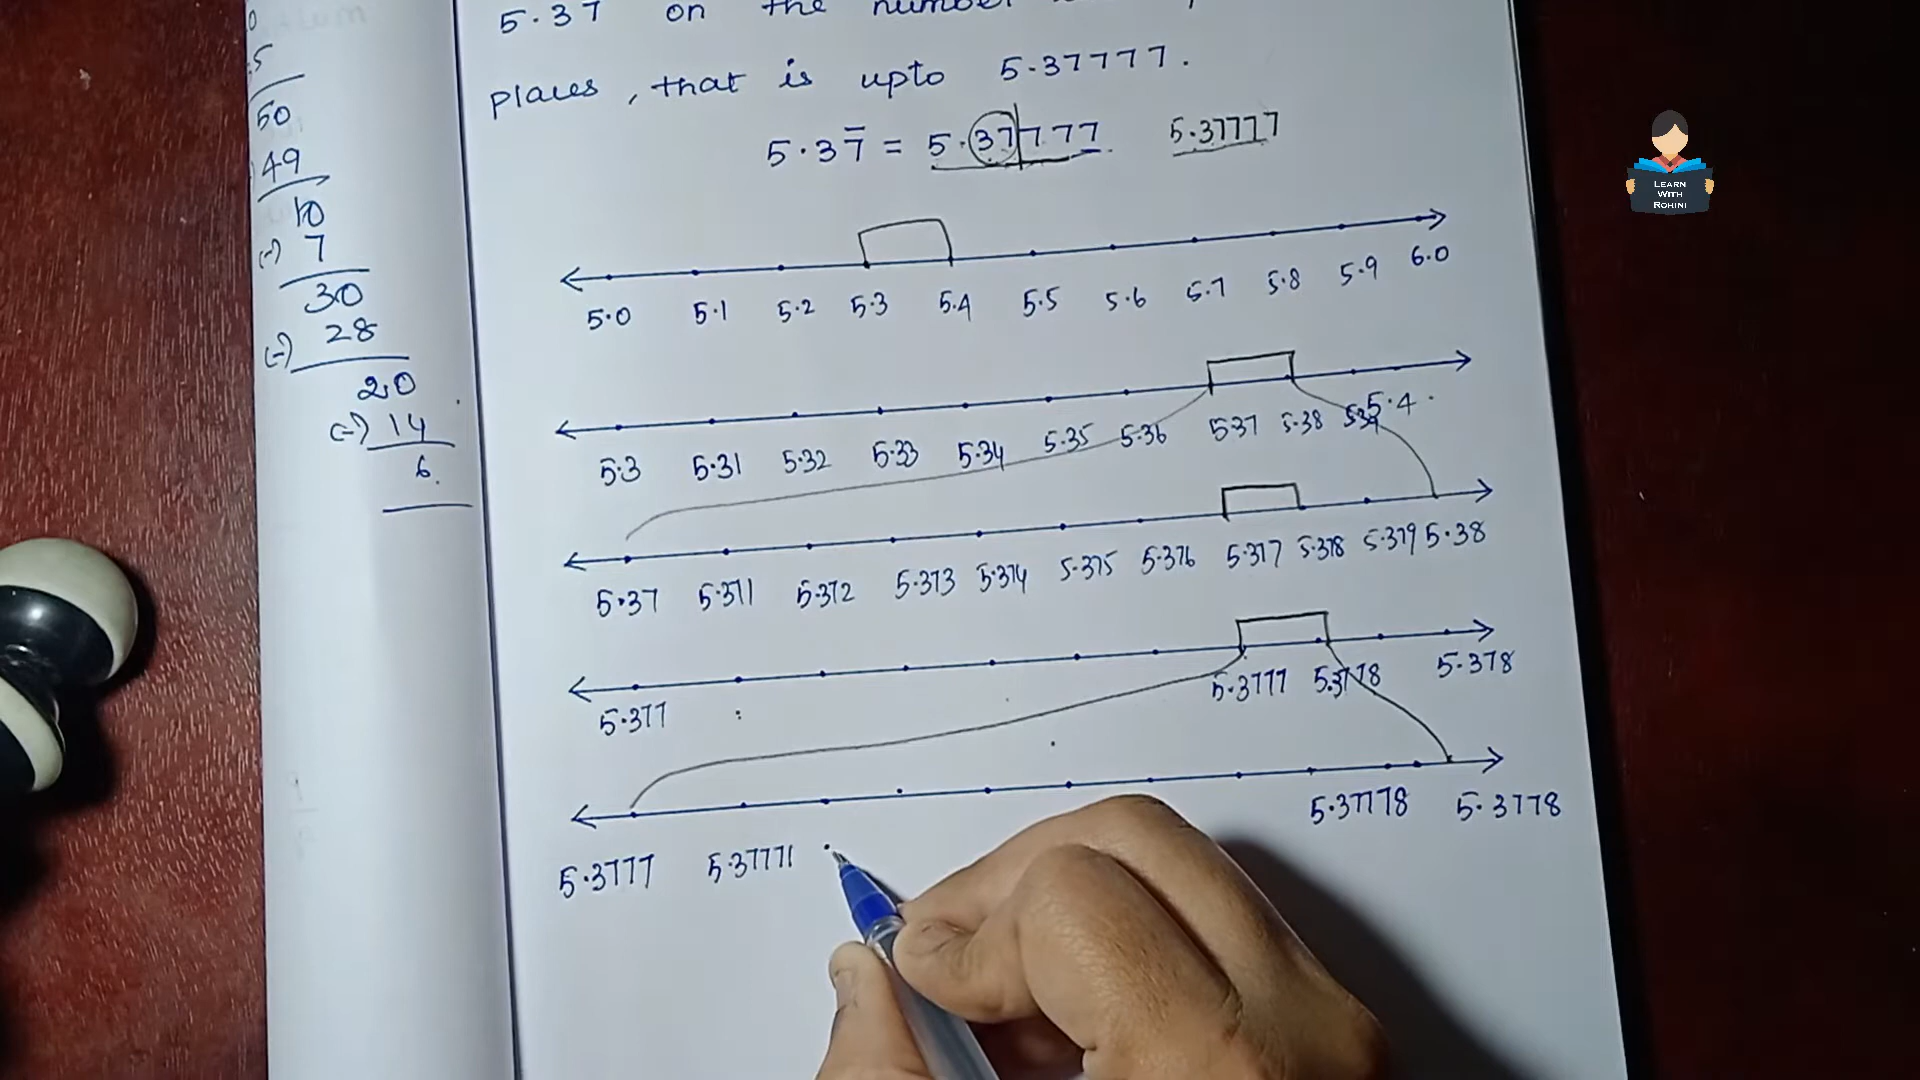 5.37 on the number
places, that is upto 5.37777.
5.37̅ = 5.37777 5.37777
5.0 5.1 5.2 5.3 5.4 5.5 5.6 5.7 5.8 5.9 6.0
5.3 5.31 5.32 5.33 5.34 5.35 5.36 5.37 5.38 5.39 5.4
5.37 5.371 5.372 5.373 5.374 5.375 5.376 5.377 5.378 5.379 5.38
5.377 5.3777 5.3778 5.378
5.3777 5.37771 5.37778 5.3778
50
49
10
(-) 7
30
(-) 28
20
(-) 14
6.
LEARN
WITH
ROHINI